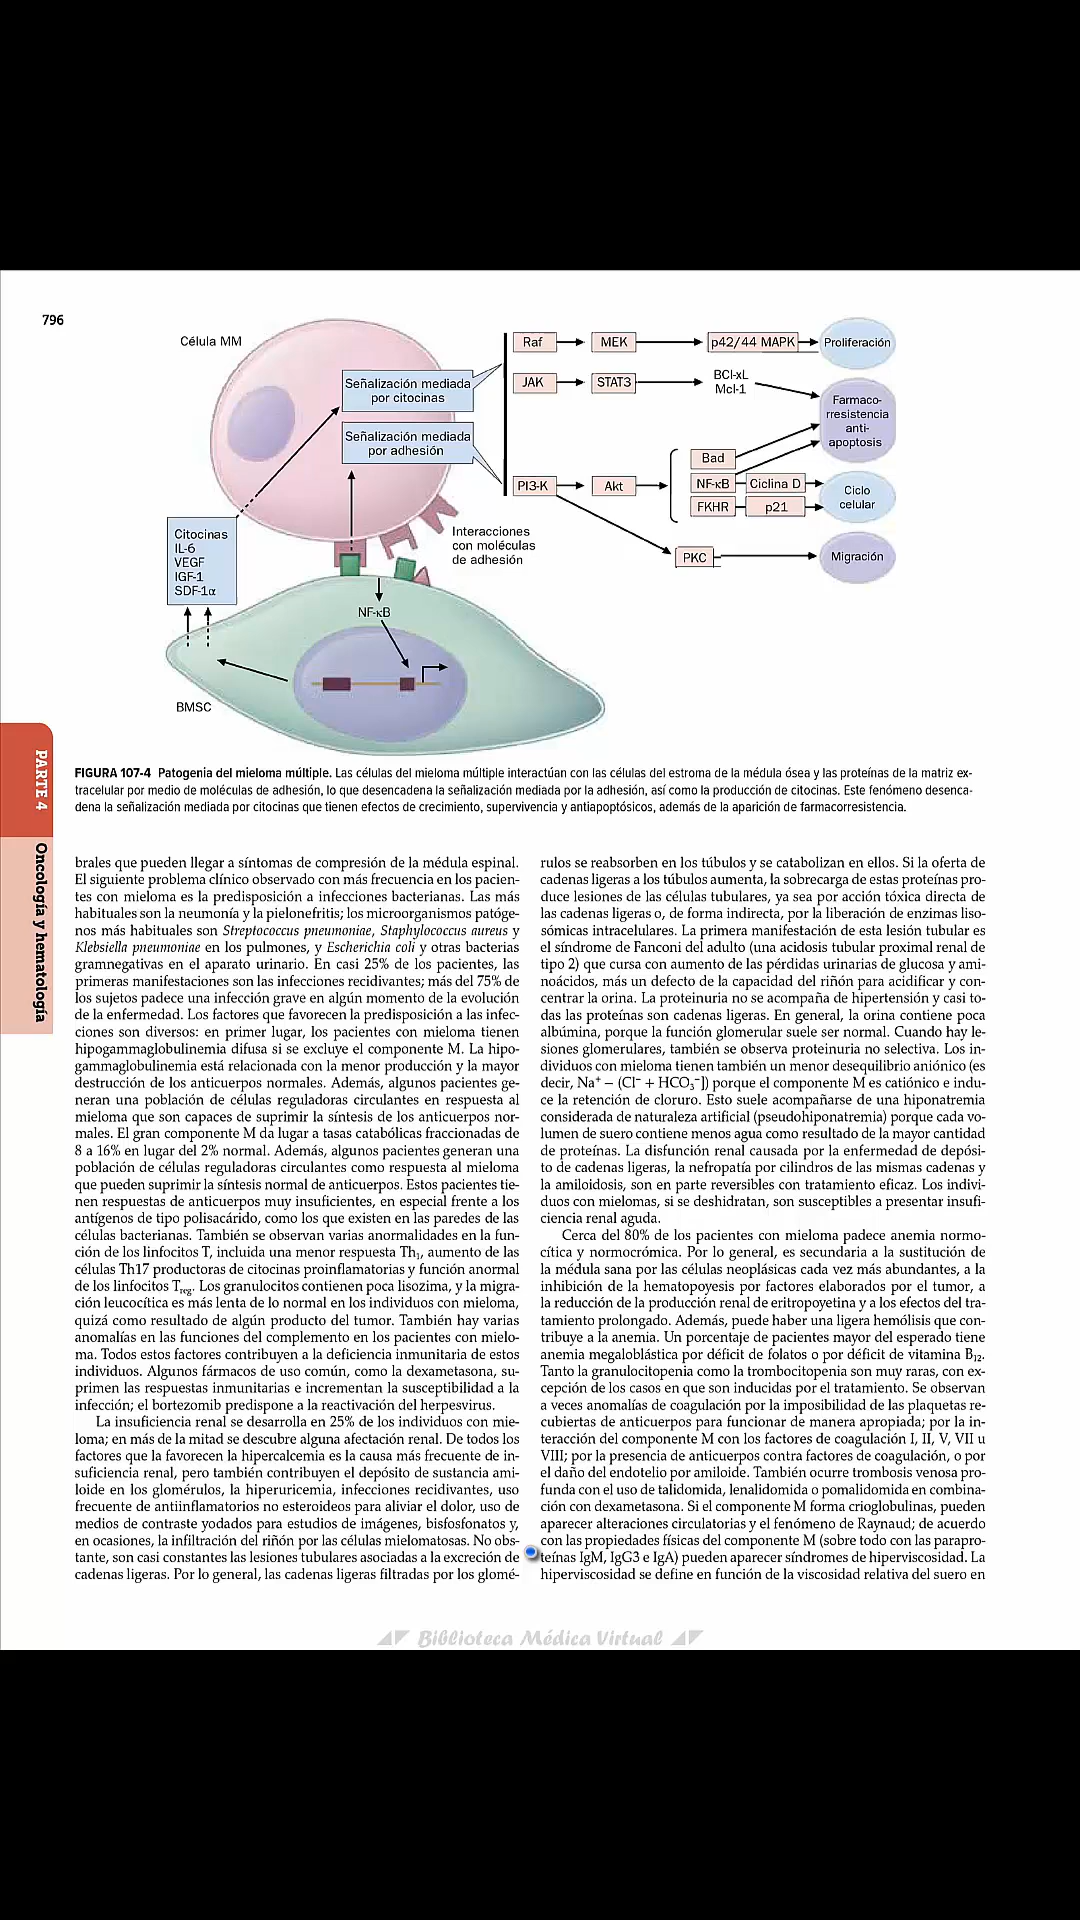 796
Célula MM
Señalización mediada
por citocinas
Señalización mediada
por adhesión
Citocinas
IL-6
VEGF
IGF-1
SDF-1α
Interacciones
con moléculas
de adhesión
NF-κB
BMSC
Raf
MEK
p42/44 MAPK
Proliferación
JAK
STAT3
BCl-xL
Mcl-1
Farmaco-
rresistencia
anti-
apoptosis
PI3-K
Akt
Bad
NF-κB
Ciclina D
FKHR
p21
Ciclo
celular
PKC
Migración
PARTE 4
Oncología y hematología
FIGURA 107-4 Patogenia del mieloma múltiple. Las células del mieloma múltiple interactúan con las células del estroma de la médula ósea y las proteínas de la matriz ex-
tracelular por medio de moléculas de adhesión, lo que desencadena la señalización mediada por la adhesión, así como la producción de citocinas. Este fenómeno desenca-
dena la señalización mediada por citocinas que tienen efectos de crecimiento, supervivencia y antiapoptósicos, además de la aparición de farmacorresistencia.
brales que pueden llegar a síntomas de compresión de la médula espinal.
El siguiente problema clínico observado con más frecuencia en los pacien-
tes con mieloma es la predisposición a infecciones bacterianas. Las más
habituales son la neumonía y la pielonefritis; los microorganismos patóge-
nos más habituales son Streptococcus pneumoniae, Staphylococcus aureus y
Klebsiella pneumoniae en los pulmones, y Escherichia coli y otras bacterias
gramnegativas en el aparato urinario. En casi 25% de los pacientes, las
primeras manifestaciones son las infecciones recidivantes; más del 75% de
los sujetos padece una infección grave en algún momento de la evolución
de la enfermedad. Los factores que favorecen la predisposición a las infec-
ciones son diversos: en primer lugar, los pacientes con mieloma tienen
hipogammaglobulinemia difusa si se excluye el componente M. La hipo-
gammaglobulinemia está relacionada con la menor producción y la mayor
destrucción de los anticuerpos normales. Además, algunos pacientes ge-
neran una población de células reguladoras circulantes en respuesta al
mieloma que son capaces de suprimir la síntesis de los anticuerpos nor-
males. El gran componente M da lugar a tasas catabólicas fraccionadas de
8 a 16% en lugar del 2% normal. Además, algunos pacientes generan una
población de células reguladoras circulantes como respuesta al mieloma
que pueden suprimir la síntesis normal de anticuerpos. Estos pacientes tie-
nen respuestas de anticuerpos muy insuficientes, en especial frente a los
antígenos de tipo polisacárido, como los que existen en las paredes de las
células bacterianas. También se observan varias anormalidades en la fun-
ción de los linfocitos T, incluida una menor respuesta Th1, aumento de las
células Th17 productoras de citocinas proinflamatorias y función anormal
de los linfocitos Treg. Los granulocitos contienen poca lisozima, y la migra-
ción leucocítica es más lenta de lo normal en los individuos con mieloma,
quizá como resultado de algún producto del tumor. También hay varias
anomalías en las funciones del complemento en los pacientes con mielo-
ma. Todos estos factores contribuyen a la deficiencia inmunitaria de estos
individuos. Algunos fármacos de uso común, como la dexametasona, su-
primen las respuestas inmunitarias e incrementan la susceptibilidad a la
infección; el bortezomib predispone a la reactivación del herpesvirus.
La insuficiencia renal se desarrolla en 25% de los individuos con mie-
loma; en más de la mitad se descubre alguna afectación renal. De todos los
factores que la favorecen la hipercalcemia es la causa más frecuente de in-
suficiencia renal, pero también contribuyen el depósito de sustancia ami-
loide en los glomérulos, la hiperuricemia, infecciones recidivantes, uso
frecuente de antiinflamatorios no esteroideos para aliviar el dolor, uso de
medios de contraste yodados para estudios de imágenes, bisfosfonatos y,
en ocasiones, la infiltración del riñón por las células mielomatosas. No obs-
tante, son casi constantes las lesiones tubulares asociadas a la excreción de
cadenas ligeras. Por lo general, las cadenas ligeras filtradas por los glomé-
rulos se reabsorben en los túbulos y se catabolizan en ellos. Si la oferta de
cadenas ligeras a los túbulos aumenta, la sobrecarga de estas proteínas pro-
duce lesiones de las células tubulares, ya sea por acción tóxica directa de
las cadenas ligeras o, de forma indirecta, por la liberación de enzimas liso-
sómicas intracelulares. La primera manifestación de esta lesión tubular es
el síndrome de Fanconi del adulto (una acidosis tubular proximal renal de
tipo 2) que cursa con aumento de las pérdidas urinarias de glucosa y ami-
noácidos, más un defecto de la capacidad del riñón para acidificar y con-
centrar la orina. La proteinuria no se acompaña de hipertensión y casi to-
das las proteínas son cadenas ligeras. En general, la orina contiene poca
albúmina, porque la función glomerular suele ser normal. Cuando hay le-
siones glomerulares, también se observa proteinuria no selectiva. Los in-
dividuos con mieloma tienen también un menor desequilibrio aniónico (es
decir, Na⁺ − (Cl⁻ + HCO₃⁻]) porque el componente M es catiónico e indu-
ce la retención de cloruro. Esto suele acompañarse de una hiponatremia
considerada de naturaleza artificial (pseudohiponatremia) porque cada vo-
lumen de suero contiene menos agua como resultado de la mayor cantidad
de proteínas. La disfunción renal causada por la enfermedad de depósi-
to de cadenas ligeras, la nefropatía por cilindros de las mismas cadenas y
la amiloidosis, son en parte reversibles con tratamiento eficaz. Los indivi-
duos con mielomas, si se deshidratan, son susceptibles a presentar insufi-
ciencia renal aguda.
Cerca del 80% de los pacientes con mieloma padece anemia normo-
cítica y normocrómica. Por lo general, es secundaria a la sustitución de
la médula sana por las células neoplásicas cada vez más abundantes, a la
inhibición de la hematopoyesis por factores elaborados por el tumor, a
la reducción de la producción renal de eritropoyetina y a los efectos del tra-
tamiento prolongado. Además, puede haber una ligera hemólisis que con-
tribuye a la anemia. Un porcentaje de pacientes mayor del esperado tiene
anemia megaloblástica por déficit de folatos o por déficit de vitamina B₁₂.
Tanto la granulocitopenia como la trombocitopenia son muy raras, con ex-
cepción de los casos en que son inducidas por el tratamiento. Se observan
a veces anomalías de coagulación por la imposibilidad de las plaquetas re-
cubiertas de anticuerpos para funcionar de manera apropiada; por la in-
teracción del componente M con los factores de coagulación I, II, V, VII u
VIII; por la presencia de anticuerpos contra factores de coagulación, o por
el daño del endotelio por amiloide. También ocurre trombosis venosa pro-
funda con el uso de talidomida, lenalidomida o pomalidomida en combina-
ción con dexametasona. Si el componente M forma crioglobulinas, pueden
aparecer alteraciones circulatorias y el fenómeno de Raynaud; de acuerdo
con las propiedades físicas del componente M (sobre todo con las parapro-
teínas IgM, IgG3 e IgA) pueden aparecer síndromes de hiperviscosidad. La
hiperviscosidad se define en función de la viscosidad relativa del suero en
Biblioteca Médica Virtual